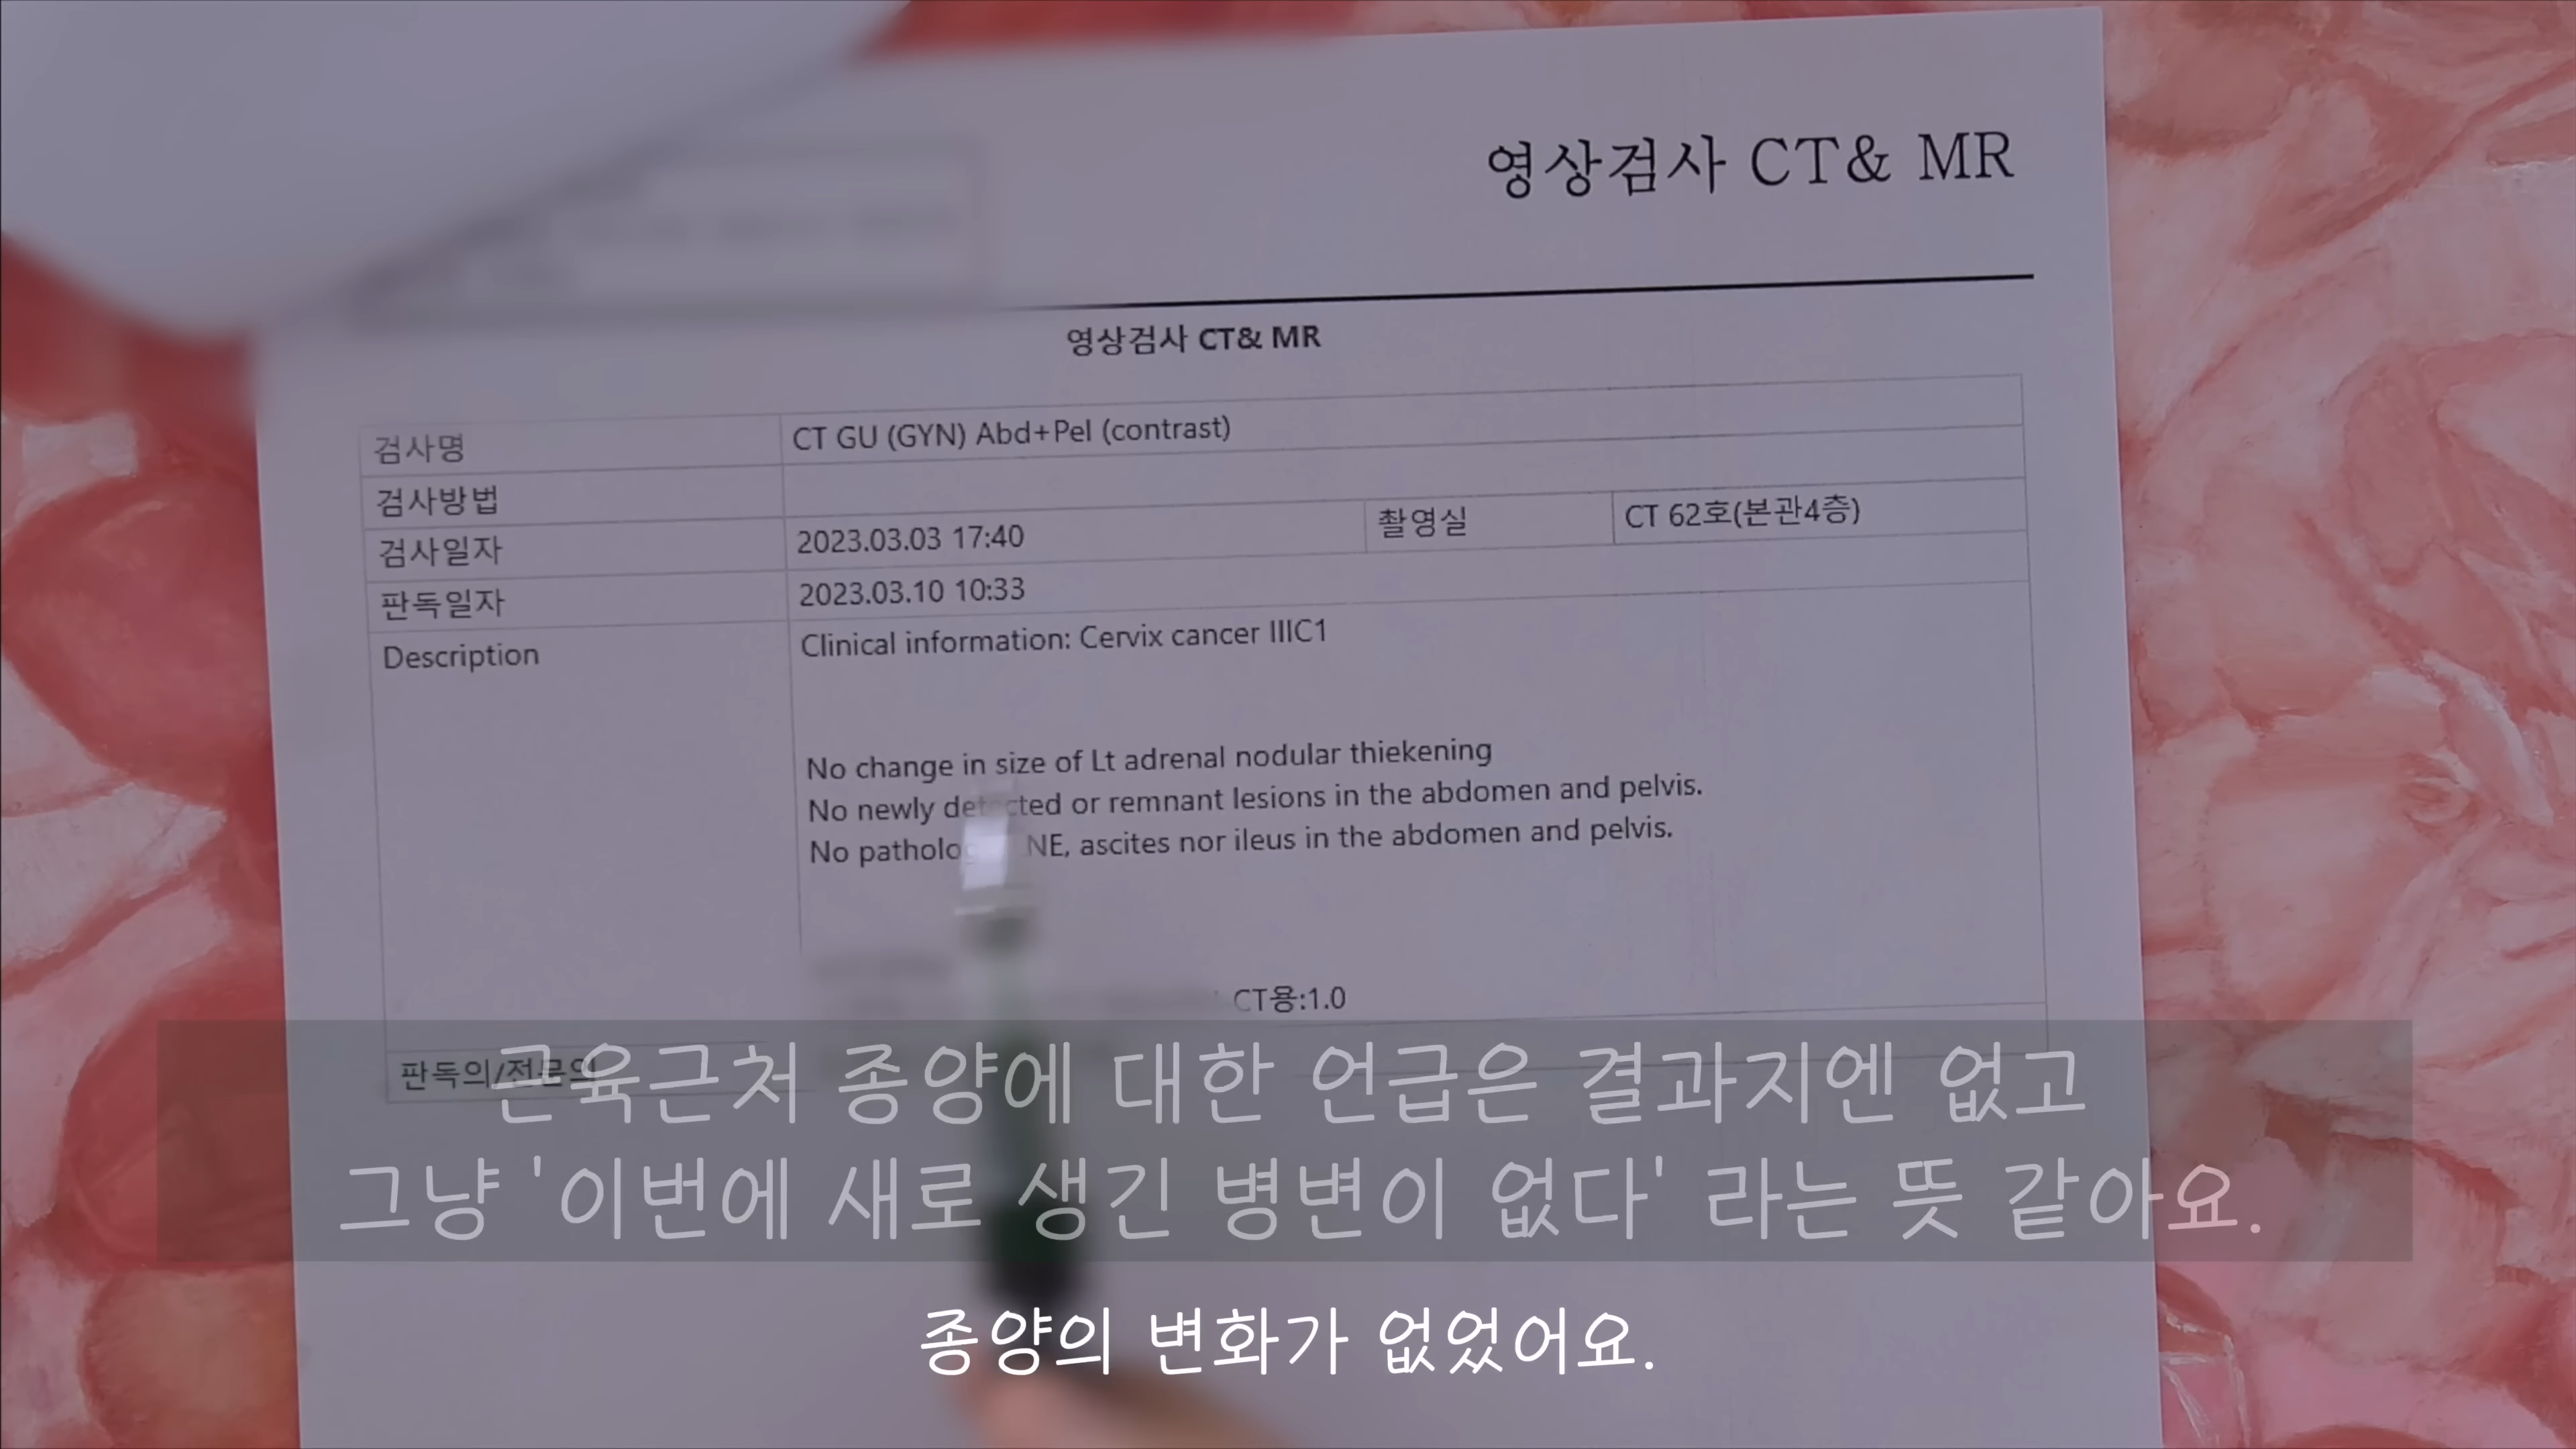 영상검사 CT& MR
영상검사 CT& MR
검사명 CT GU (GYN) Abd+Pel (contrast)
검사방법
검사일자 2023.03.03 17:40 촬영실 CT 62호(본관4층)
판독일자 2023.03.10 10:33
Description Clinical information: Cervix cancer IIIC1
No change in size of Lt adrenal nodular thiekening
No newly detected or remnant lesions in the abdomen and pelvis.
No NE, ascites nor ileus in the abdomen and pelvis.
CT용:1.0
판독의/전문의
근육근처 종양에 대한 언급은 결과지엔 없고
그냥 '이번에 새로 생긴 병변이 없다' 라는 뜻 같아요.
종양의 변화가 없었어요.